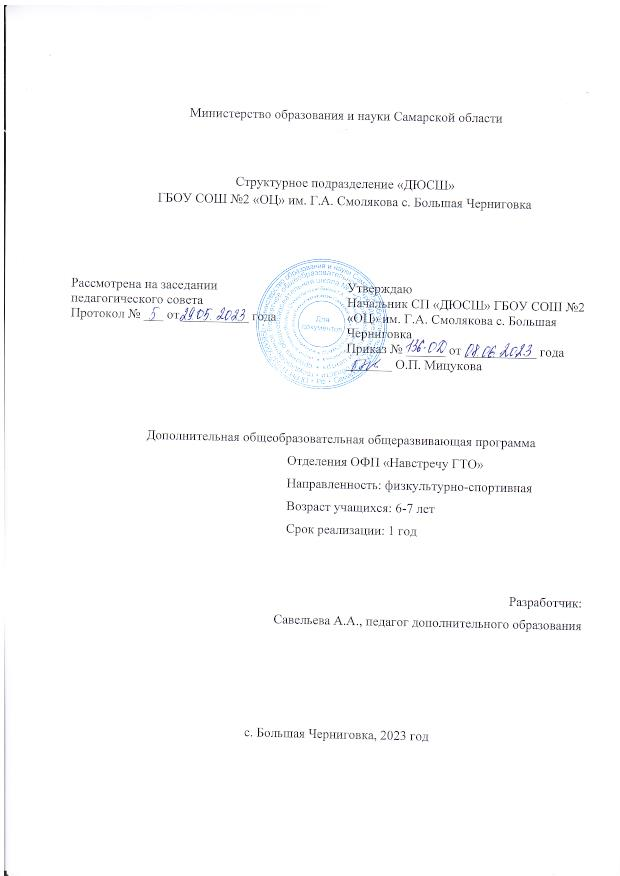 Министерство образования и науки Самарской области
Структурное подразделение «ДЮСШ»
ГБОУ СОШ №2 «ОЦ» им. Г.А. Смолякова с. Большая Черниговка
Рассмотрена на заседании
педагогического совета
Протокол № 5 от 29.05.2023 года
Для
документов
Утверждаю
Начальник СП «ДЮСШ» ГБОУ СОШ №2
«ОЦ» им. Г.А. Смолякова с. Большая
Черниговка
Приказ № 136-ОД от 08.06.2023 года
О.П. Мицукова
Дополнительная общеобразовательная общеразвивающая программа
Отделения ОФП «Навстречу ГТО»
Направленность: физкультурно-спортивная
Возраст учащихся: 6-7 лет
Срок реализации: 1 год
Разработчик:
Савельева А.А., педагог дополнительного образования
с. Большая Черниговка, 2023 год